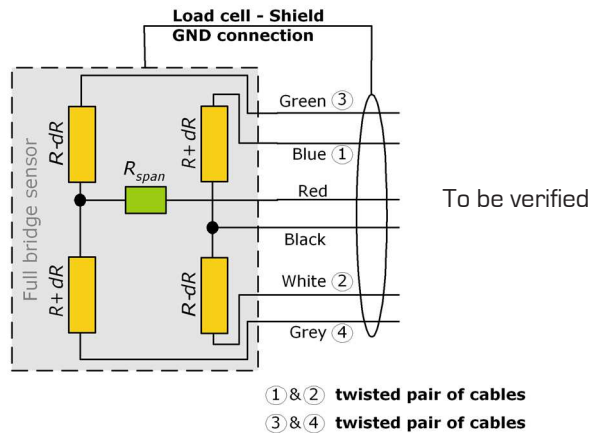 Load cell - Shield
GND connection
Full bridge sensor
R-dR
R+dR
Rspan
R+dR
R-dR
Green ③
Blue ①
Red
Black
White ②
Grey ④
To be verified
①&② twisted pair of cables
③&④ twisted pair of cables